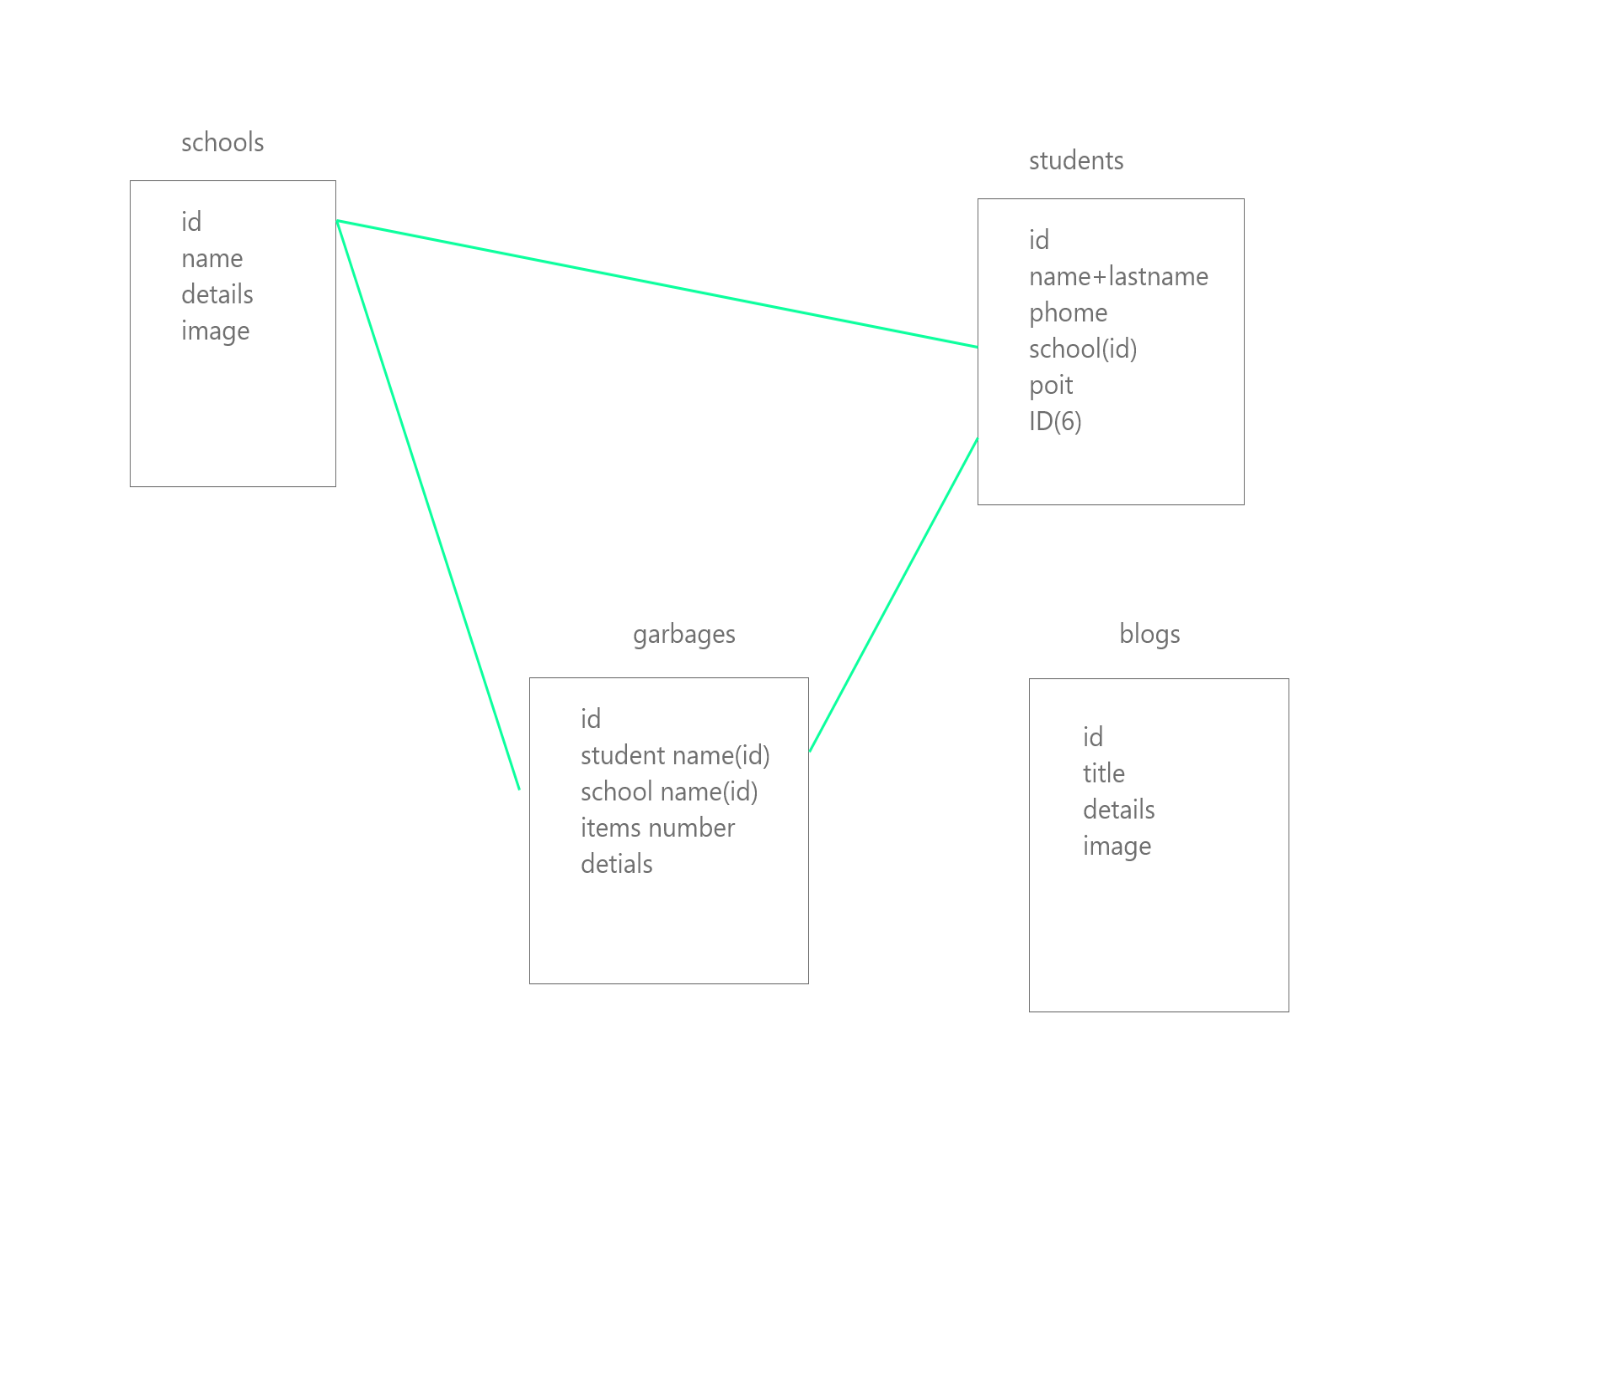 schools
id
name
details
image
students
id
name+lastname
phome
school(id)
poit
ID(6)
garbages
id
student name(id)
school name(id)
items number
detials
blogs
id
title
details
image